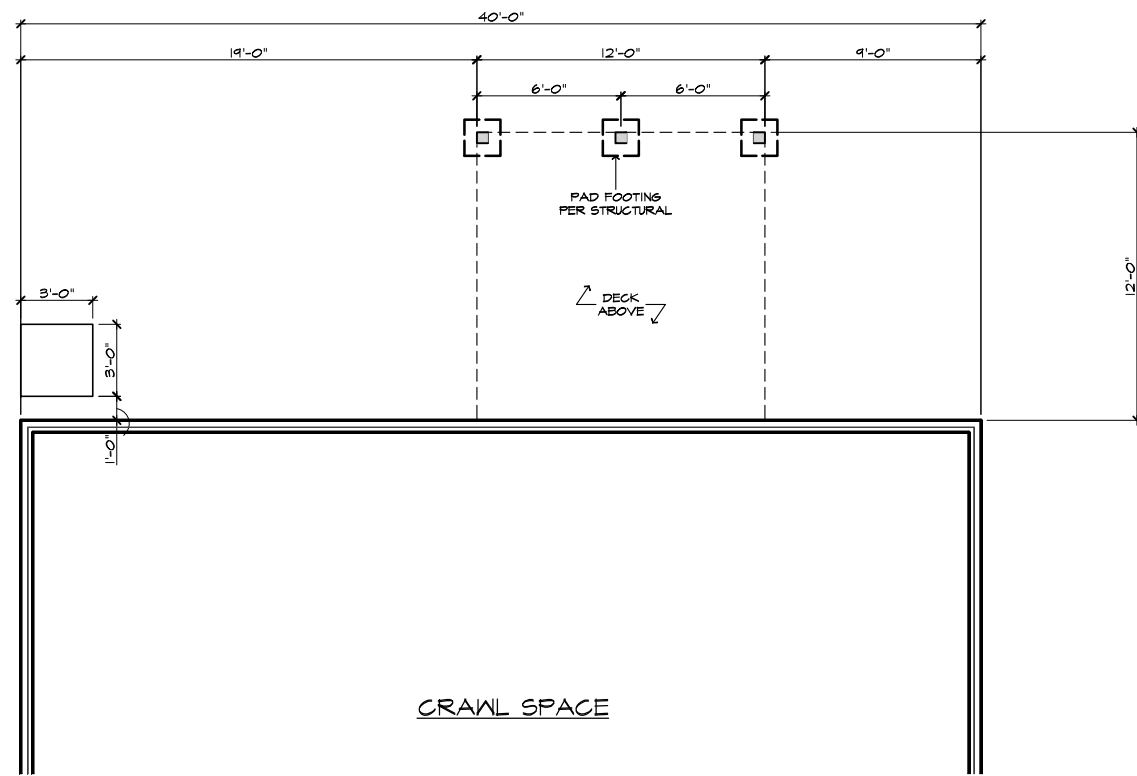 40'-0"
19'-0"
12'-0"
9'-0"
6'-0"
6'-0"
PAD FOOTING
PER STRUCTURAL
12'-0"
3'-0"
DECK
ABOVE
3'-0"
1'-0"
CRAWL SPACE